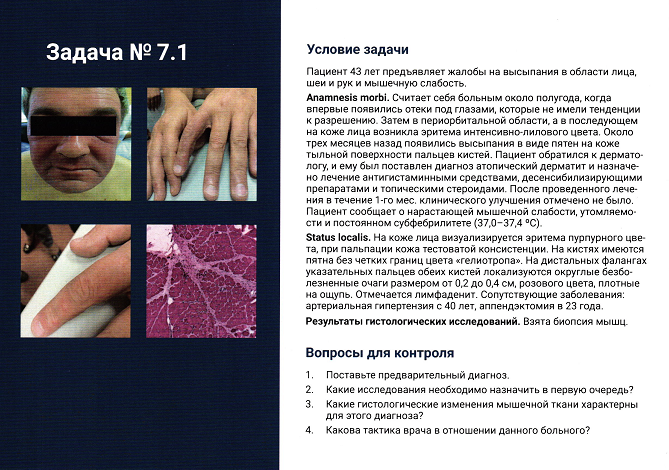 Задача № 7.1
Условие задачи
Пациент 43 лет предъявляет жалобы на высыпания в области лица,
шеи и рук и мышечную слабость.
Anamnesis morbi. Считает себя больным около полугода, когда
впервые появились отеки под глазами, которые не имели тенденции
к разрешению. Затем в периорбитальной области, а в последующем
на коже лица возникла эритема интенсивно-лилового цвета. Около
трех месяцев назад появились высыпания в виде пятен на коже
тыльной поверхности пальцев кистей. Пациент обратился к дермато-
логу, и ему был поставлен диагноз атопический дерматит и назначе-
но лечение антигистаминными средствами, десенсибилизирующими
препаратами и топическими стероидами. После проведенного лече-
ния в течение 1-го мес. клинического улучшения отмечено не было.
Пациент сообщает о нарастающей мышечной слабости, утомляемо-
сти и постоянном субфебрилитете (37,0–37,4 ºС).
Status localis. На коже лица визуализируется эритема пурпурного цве-
та, при пальпации кожа тестоватой консистенции. На кистях имеются
пятна без четких границ цвета «гелиотропа». На дистальных фалангах
указательных пальцев обеих кистей локализуются округлые безбо-
лезненные очаги размером от 0,2 до 0,4 см, розового цвета, плотные
на ощупь. Отмечается лимфаденит. Сопутствующие заболевания:
артериальная гипертензия с 40 лет, аппендэктомия в 23 года.
Результаты гистологических исследований. Взята биопсия мышц.
Вопросы для контроля
1. Поставьте предварительный диагноз.
2. Какие исследования необходимо назначить в первую очередь?
3. Какие гистологические изменения мышечной ткани характерны
для этого диагноза?
4. Какова тактика врача в отношении данного больного?